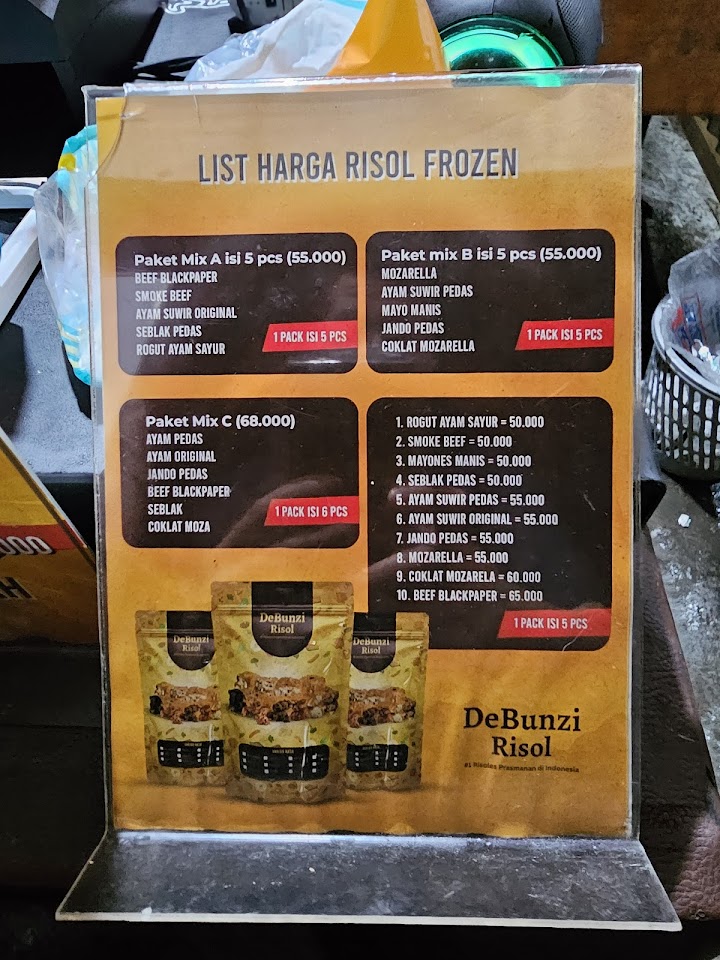 LIST HARGA RISOL FROZEN
Paket Mix A isi 5 pcs (55.000)
BEEF BLACKPAPER
SMOKE BEEF
AYAM SUWIR ORIGINAL
SEBLAK PEDAS
ROGUT AYAM SAYUR
1 PACK ISI 5 PCS
Paket mix B isi 5 pcs (55.000)
MOZARELLA
AYAM SUWIR PEDAS
MAYO MANIS
JANDO PEDAS
COKLAT MOZARELLA
1 PACK ISI 5 PCS
Paket Mix C (68.000)
AYAM PEDAS
AYAM ORIGINAL
JANDO PEDAS
BEEF BLACKPAPER
SEBLAK
COKLAT MOZA
1 PACK ISI 6 PCS
1. ROGUT AYAM SAYUR = 50.000
2. SMOKE BEEF = 50.000
3. MAYONES MANIS = 50.000
4. SEBLAK PEDAS = 50.000
5. AYAM SUWIR PEDAS = 55.000
6. AYAM SUWIR ORIGINAL = 55.000
7. JANDO PEDAS = 55.000
8. MOZARELLA = 55.000
9. COKLAT MOZARELA = 60.000
10. BEEF BLACKPAPER = 65.000
1 PACK ISI 5 PCS
DeBunzi
Risol
DeBunzi
Risol
DeBunzi
Risol
DeBunzi
Risol
#1 Risoles Prasmanan di Indonesia